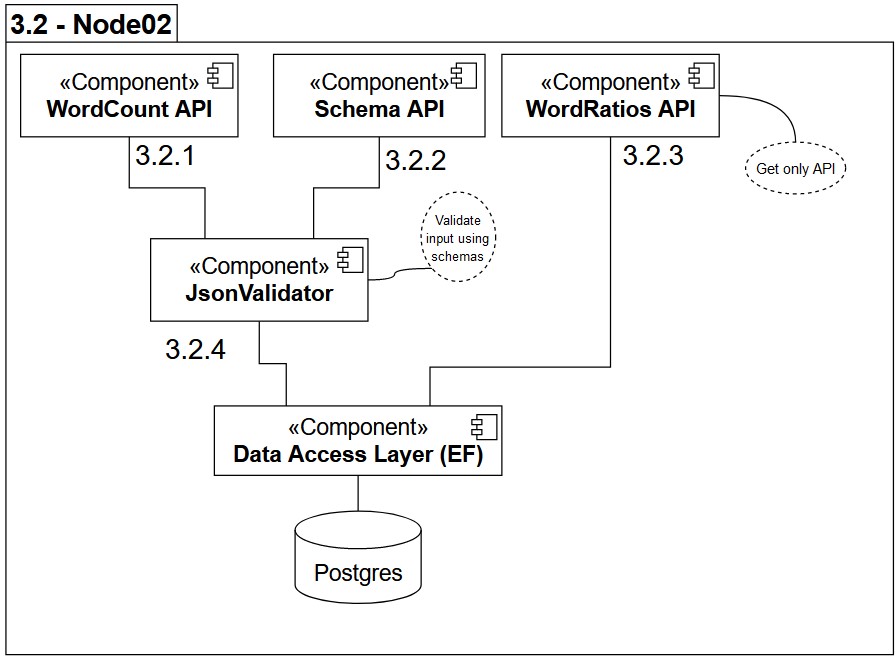 3.2 - Node02
«Component»
WordCount API
«Component»
Schema API
«Component»
WordRatios API
3.2.1
3.2.2
3.2.3
Get only API
Validate
input using
schemas
«Component»
JsonValidator
3.2.4
«Component»
Data Access Layer (EF)
Postgres